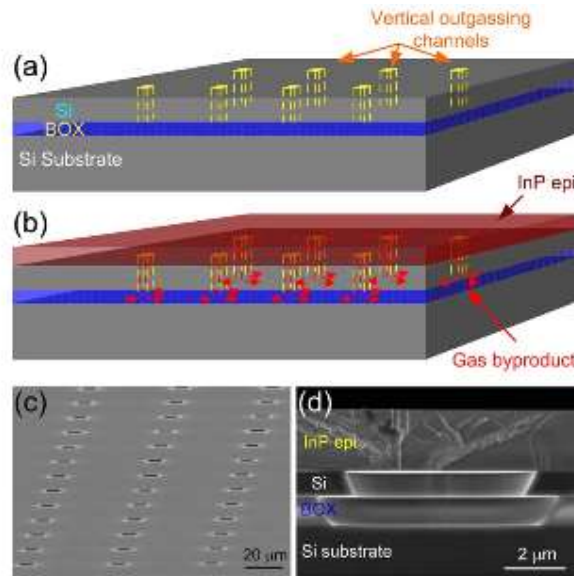 Vertical outgassing
channels
(a)
Si
BOX
Si Substrate
InP epi
(b)
Gas byproduct
(c)
20 μm
(d)
InP epi
Si
BOX
Si substrate
2 μm